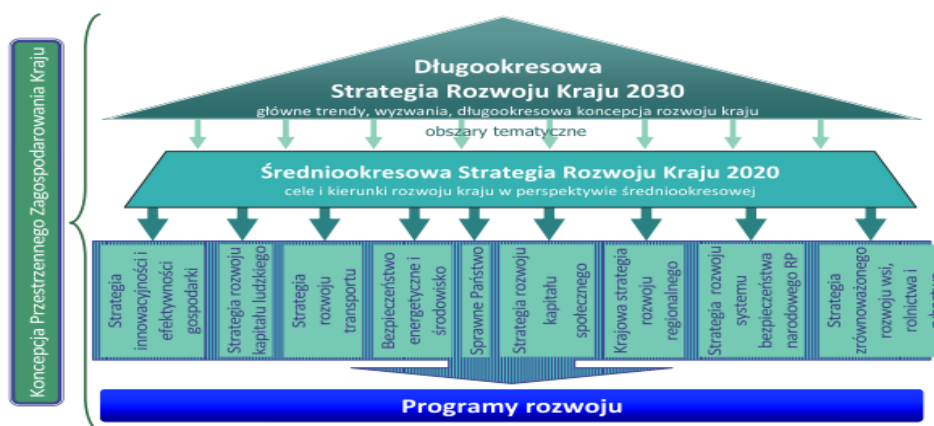 Koncepcja Przestrzennego Zagospodarowania Kraju
Długookresowa
Strategia Rozwoju Kraju 2030
główne trendy, wyzwania, długookresowa koncepcja rozwoju kraju
obszary tematyczne
Średniookresowa Strategia Rozwoju Kraju 2020
cele i kierunki rozwoju kraju w perspektywie średniookresowej
Strategia
innowacyjności i
efektywności
gospodarki
Strategia rozwoju
kapitału ludzkiego
Strategia
rozwoju
transportu
Bezpieczeństwo
energetyczne i
środowisko
Sprawne Państwo
Strategia rozwoju
kapitału
społecznego
Krajowa strategia
rozwoju
regionalnego
Strategia rozwoju
systemu
bezpieczeństwa
narodowego RP
Strategia
zrównoważonego
rozwoju wsi,
rolnictwa i
Programy rozwoju